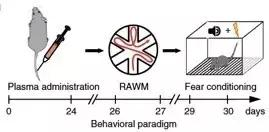 +
Plasma administration RAWM Fear conditioning
0 24 26 27 29 30 days
Behavioral paradigm